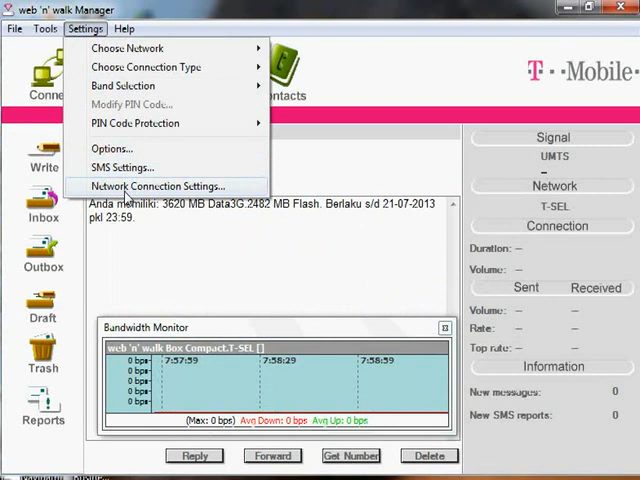 web 'n' walk Manager
File Tools Settings Help
Choose Network
Choose Connection Type
Band Selection
Modify PIN Code...
PIN Code Protection
Options...
SMS Settings...
Network Connection Settings...
Conne
ontacts
T··Mobile
Write
Inbox
Outbox
Draft
Trash
Reports
Anda memiliki: 3620 MB Data3G.2482 MB Flash. Berlaku s/d 21-07-2013
pkl 23:59.
Bandwidth Monitor
web 'n' walk Box Compact.T-SEL []
0 bps 7:57:59 7:58:29 7:58:59
0 bps
0 bps
0 bps
0 bps
(Max: 0 bps) Avg Down: 0 bps Avg Up: 0 bps
Reply Forward Get Number Delete
Signal
UMTS
–
Network
T-SEL
Connection
Duration: –
Volume: –
Sent Received
Volume: – –
Rate: – –
Top rate: – –
Information
New messages: 0
New SMS reports: 0